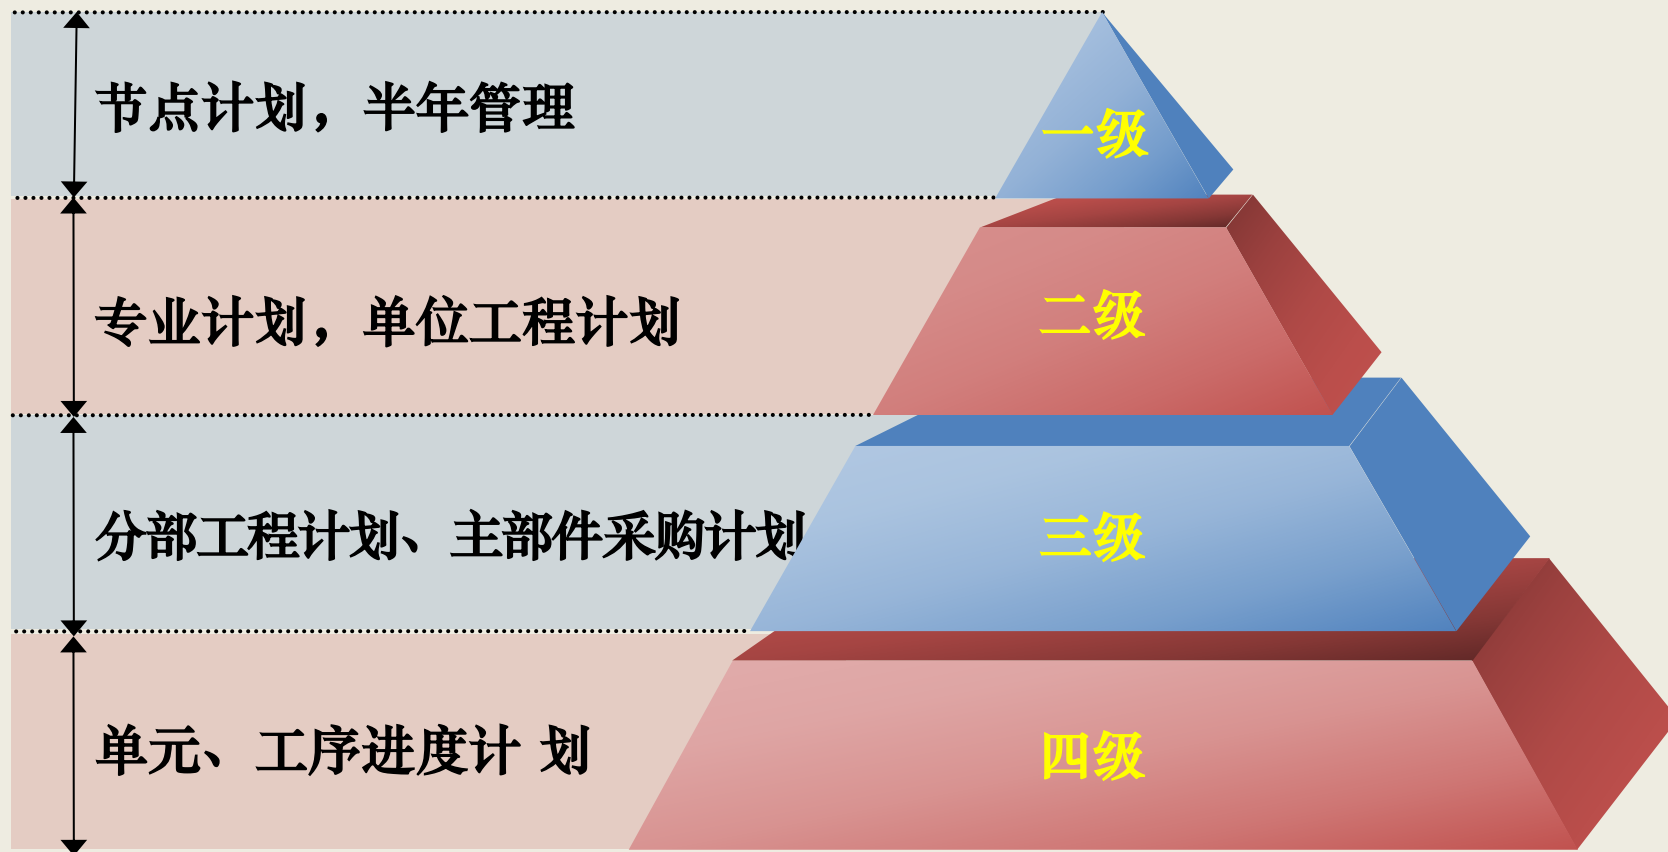 节点计划，半年管理
一级
专业计划，单位工程计划
二级
分部工程计划、主部件采购计划
三级
单元、工序进度计 划
四级